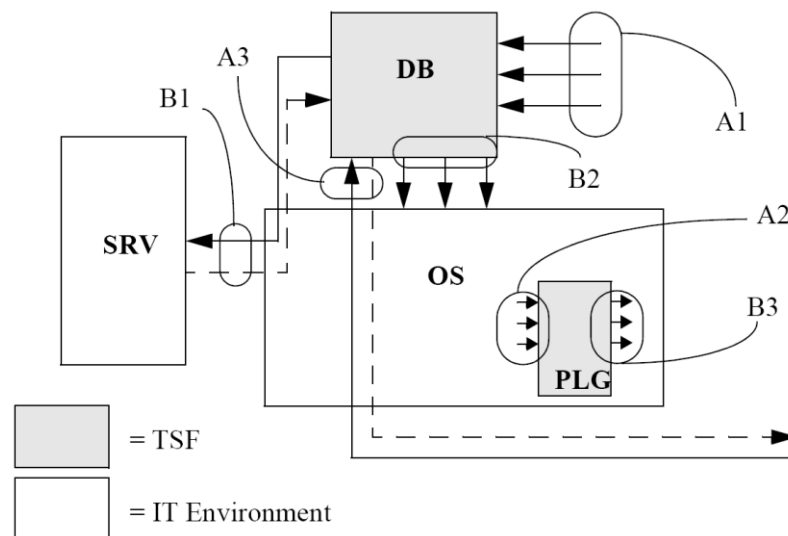 DB
A3
B1
A1
B2
SRV
A2
OS
B3
PLG
= TSF
= IT Environment